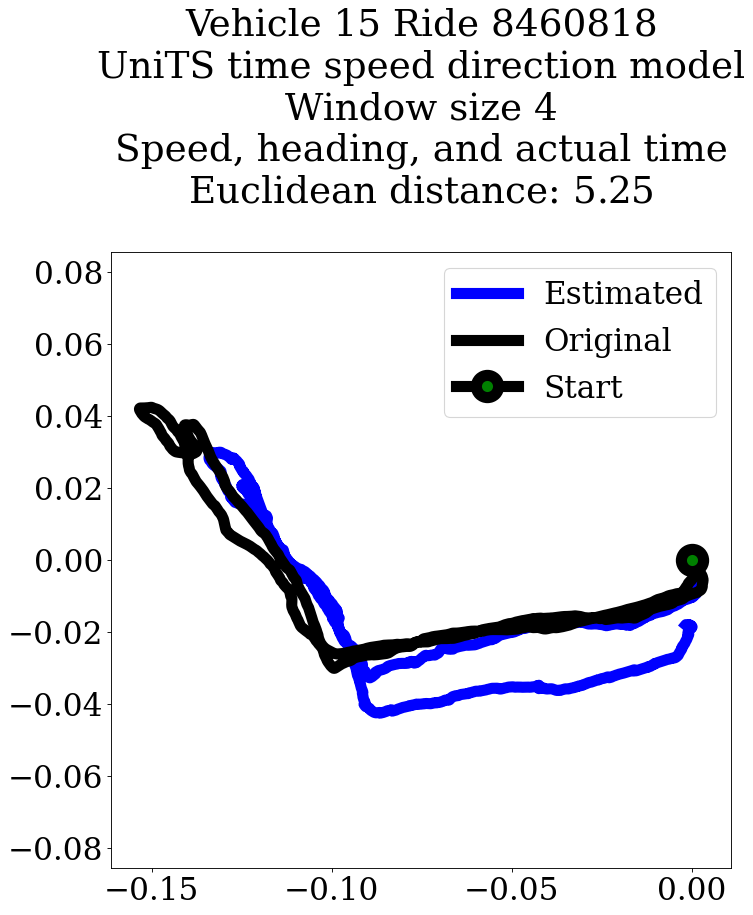 Vehicle 15 Ride 8460818
UniTS time speed direction model
Window size 4
Speed, heading, and actual time
Euclidean distance: 5.25
Estimated
Original
Start
0.08
0.06
0.04
0.02
0.00
−0.02
−0.04
−0.06
−0.08
−0.15 −0.10 −0.05 0.00